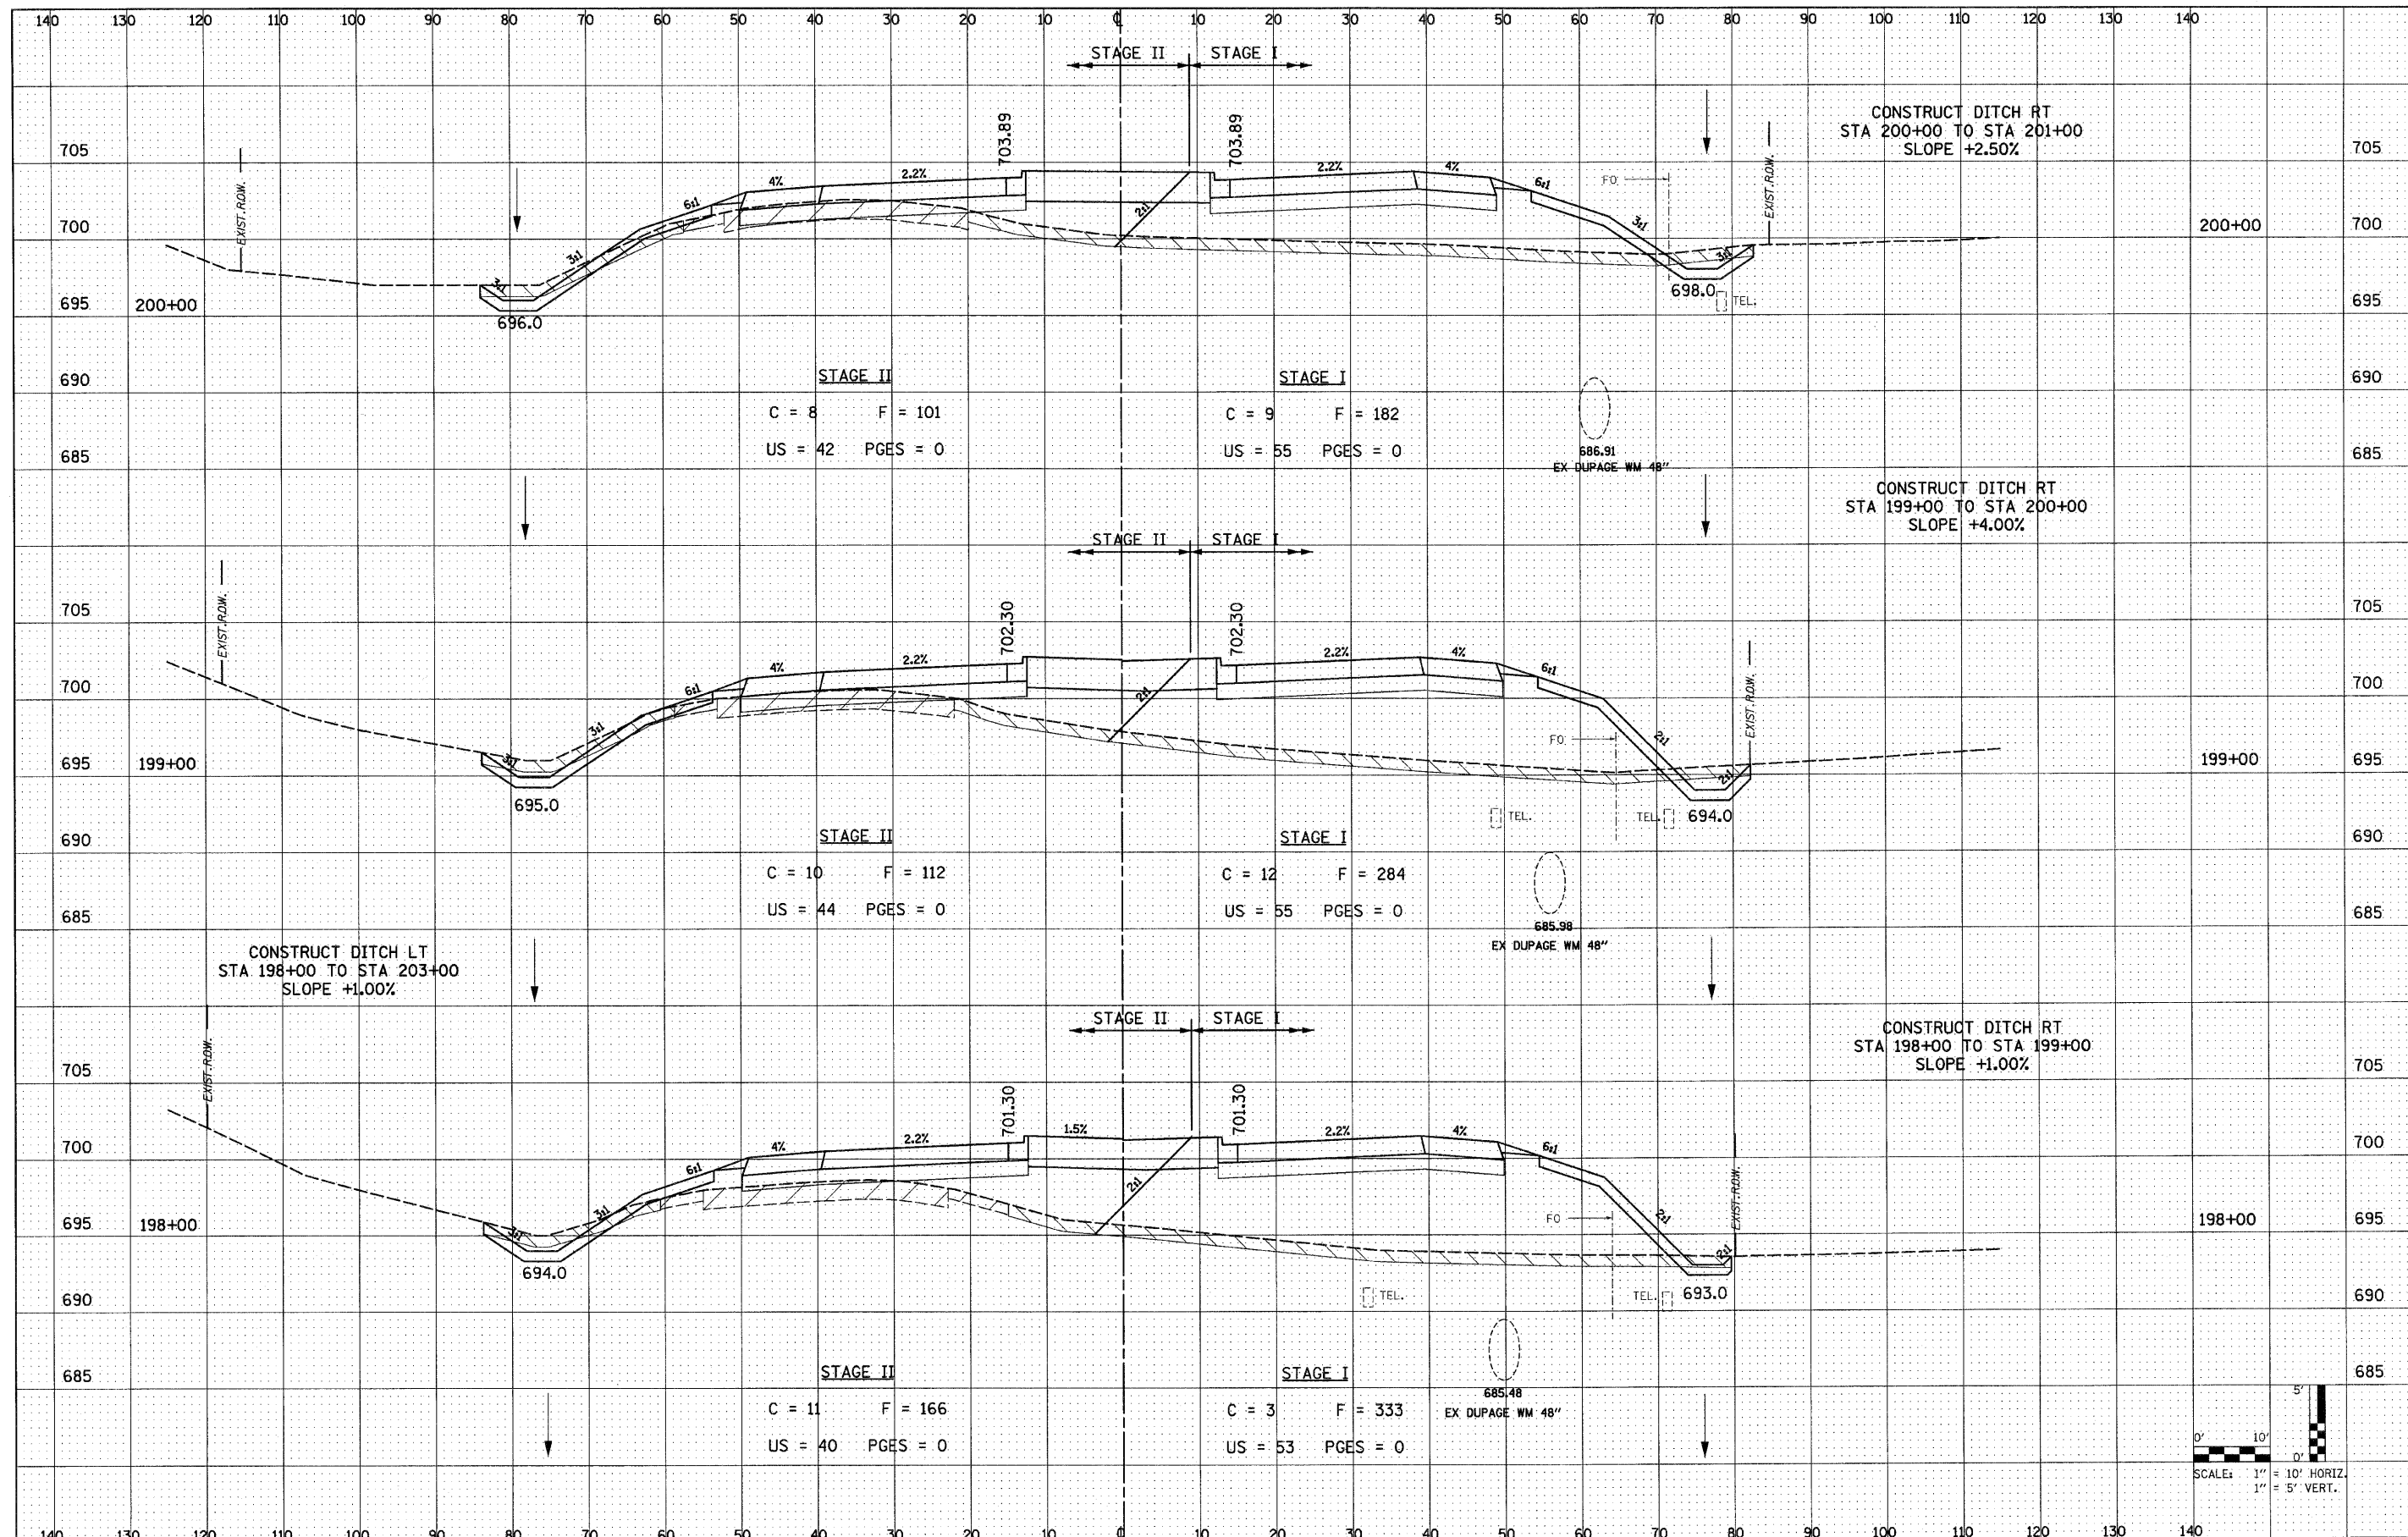 140 130 120 110 100 90 80 70 60 50 40 30 20 10 ℄ 10 20 30 40 50 60 70 80 90 100 110 120 130 140
STAGE II STAGE I
CONSTRUCT DITCH RT
STA 200+00 TO STA 201+00
SLOPE +2.50%
703.89 703.89
705 705
EXIST. R.O.W. EXIST. R.O.W.
4% 2.2% 2.2% 4%
6:1 6:1
FO
2:1
3:1 3:1
700 200+00 700
3:1 3:1
698.0 TEL.
695 200+00 695
696.0
690 STAGE II STAGE I 690
C = 8 F = 101 C = 9 F = 182
US = 42 PGES = 0 US = 55 PGES = 0
686.91
EX DUPAGE WM 48"
685 685
CONSTRUCT DITCH RT
STA 199+00 TO STA 200+00
SLOPE +4.00%
STAGE II STAGE I
702.30 702.30
705 705
EXIST. R.O.W. EXIST. R.O.W.
4% 2.2% 2.2% 4%
6:1 6:1
700 700
2:1
3:1 2:1
FO
3:1 2:1
695 199+00 199+00 695
695.0
TEL. TEL. 694.0
690 STAGE II STAGE I 690
C = 10 F = 112 C = 12 F = 284
US = 44 PGES = 0 US = 55 PGES = 0
685 685
685.98
EX DUPAGE WM 48"
CONSTRUCT DITCH LT
STA 198+00 TO STA 203+00
SLOPE +1.00%
STAGE II STAGE I
CONSTRUCT DITCH RT
STA 198+00 TO STA 199+00
SLOPE +1.00%
705 705
EXIST. R.O.W. EXIST. R.O.W.
701.30 701.30
4% 2.2% 1.5% 2.2% 4%
700 700
6:1 6:1
2:1
3:1 2:1
FO
695 198+00 198+00 695
3:1 2:1
694.0
TEL. TEL. 693.0
690 690
685 STAGE II STAGE I 685
685.48
EX DUPAGE WM 48"
C = 11 F = 166 C = 3 F = 333
US = 40 PGES = 0 US = 53 PGES = 0
5'
0' 10' 0'
SCALE: 1" = 10' HORIZ.
1" = 5' VERT.
140 130 120 110 100 90 80 70 60 50 40 30 20 10 ℄ 10 20 30 40 50 60 70 80 90 100 110 120 130 140